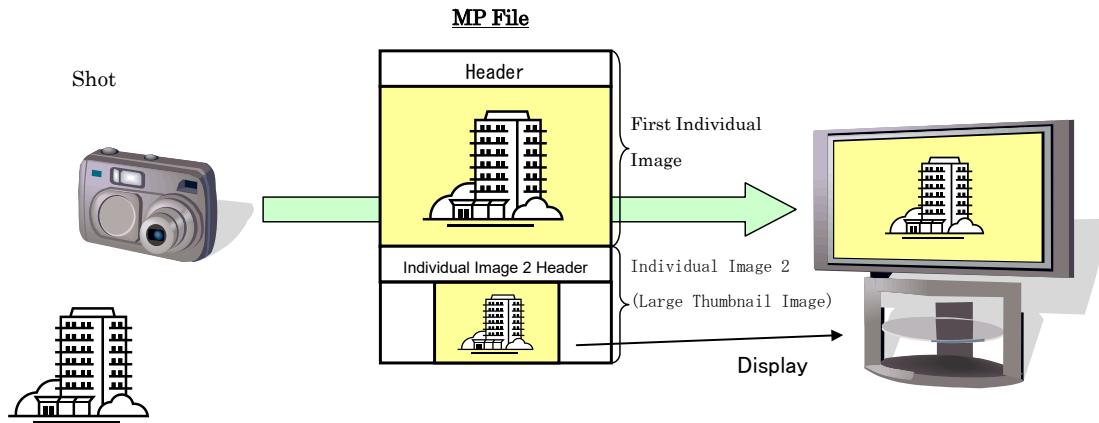 MP File
Shot
Header
First Individual
Image
Individual Image 2 Header
Individual Image 2
(Large Thumbnail Image)
Display